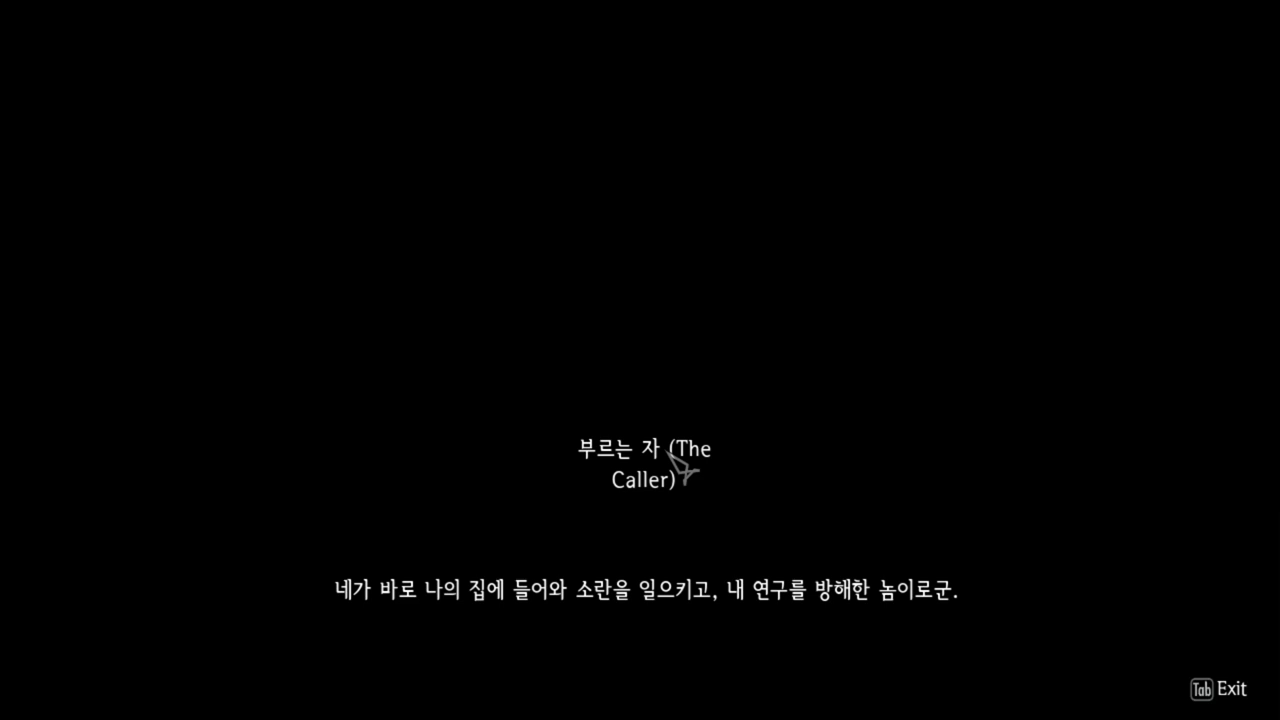 부르는 자 (The
Caller)
네가 바로 나의 집에 들어와 소란을 일으키고, 내 연구를 방해한 놈이로군.
Tab Exit